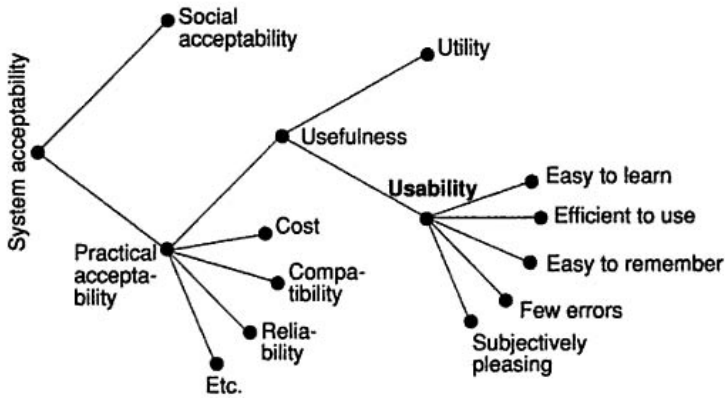 System acceptability
Social
acceptability
Utility
Usefulness
Usability
Easy to learn
Efficient to use
Easy to remember
Few errors
Subjectively
pleasing
Practical
accepta-
bility
Cost
Compa-
tibility
Relia-
bility
Etc.